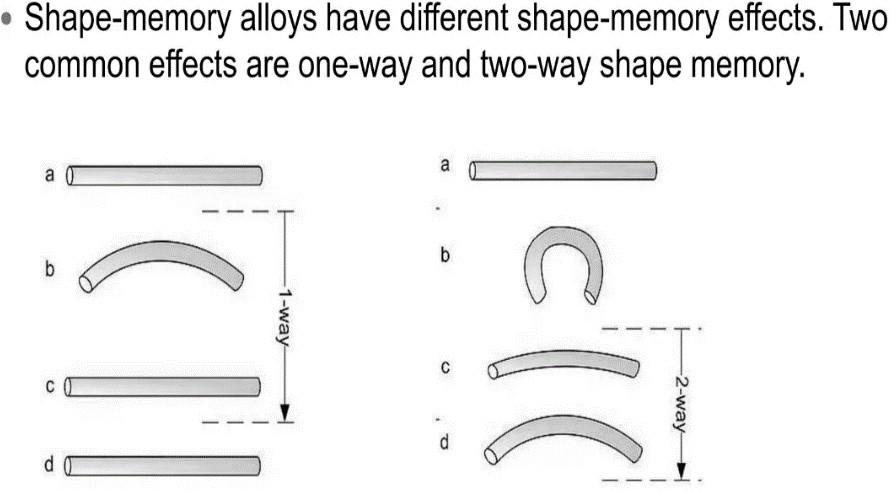 • Shape-memory alloys have different shape-memory effects. Two
common effects are one-way and two-way shape memory.
a
b
c
d
1-way
a
b
c
d
2-way